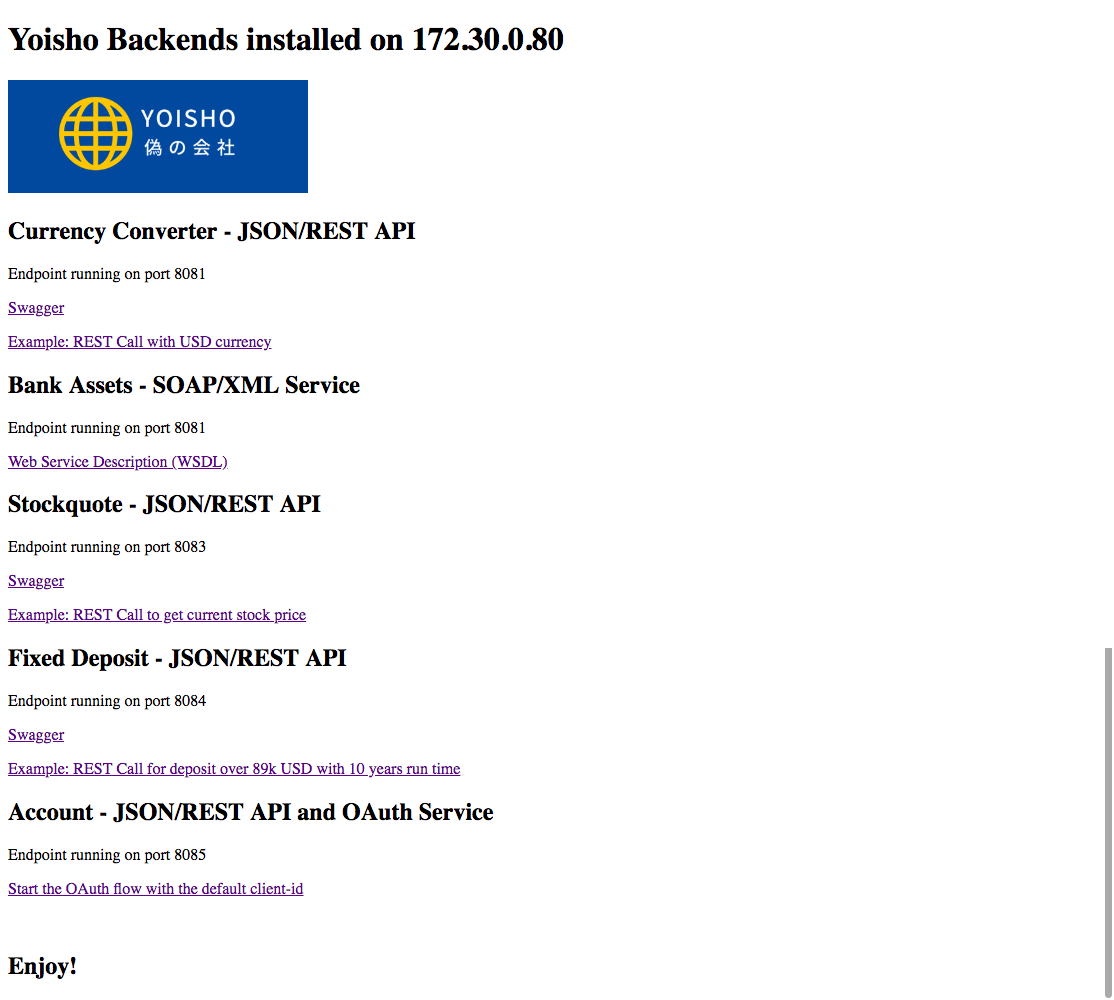 Yoisho Backends installed on 172.30.0.80
YOISHO
偽の会社
Currency Converter - JSON/REST API
Endpoint running on port 8081
Swagger
Example: REST Call with USD currency
Bank Assets - SOAP/XML Service
Endpoint running on port 8081
Web Service Description (WSDL)
Stockquote - JSON/REST API
Endpoint running on port 8083
Swagger
Example: REST Call to get current stock price
Fixed Deposit - JSON/REST API
Endpoint running on port 8084
Swagger
Example: REST Call for deposit over 89k USD with 10 years run time
Account - JSON/REST API and OAuth Service
Endpoint running on port 8085
Start the OAuth flow with the default client-id
Enjoy!